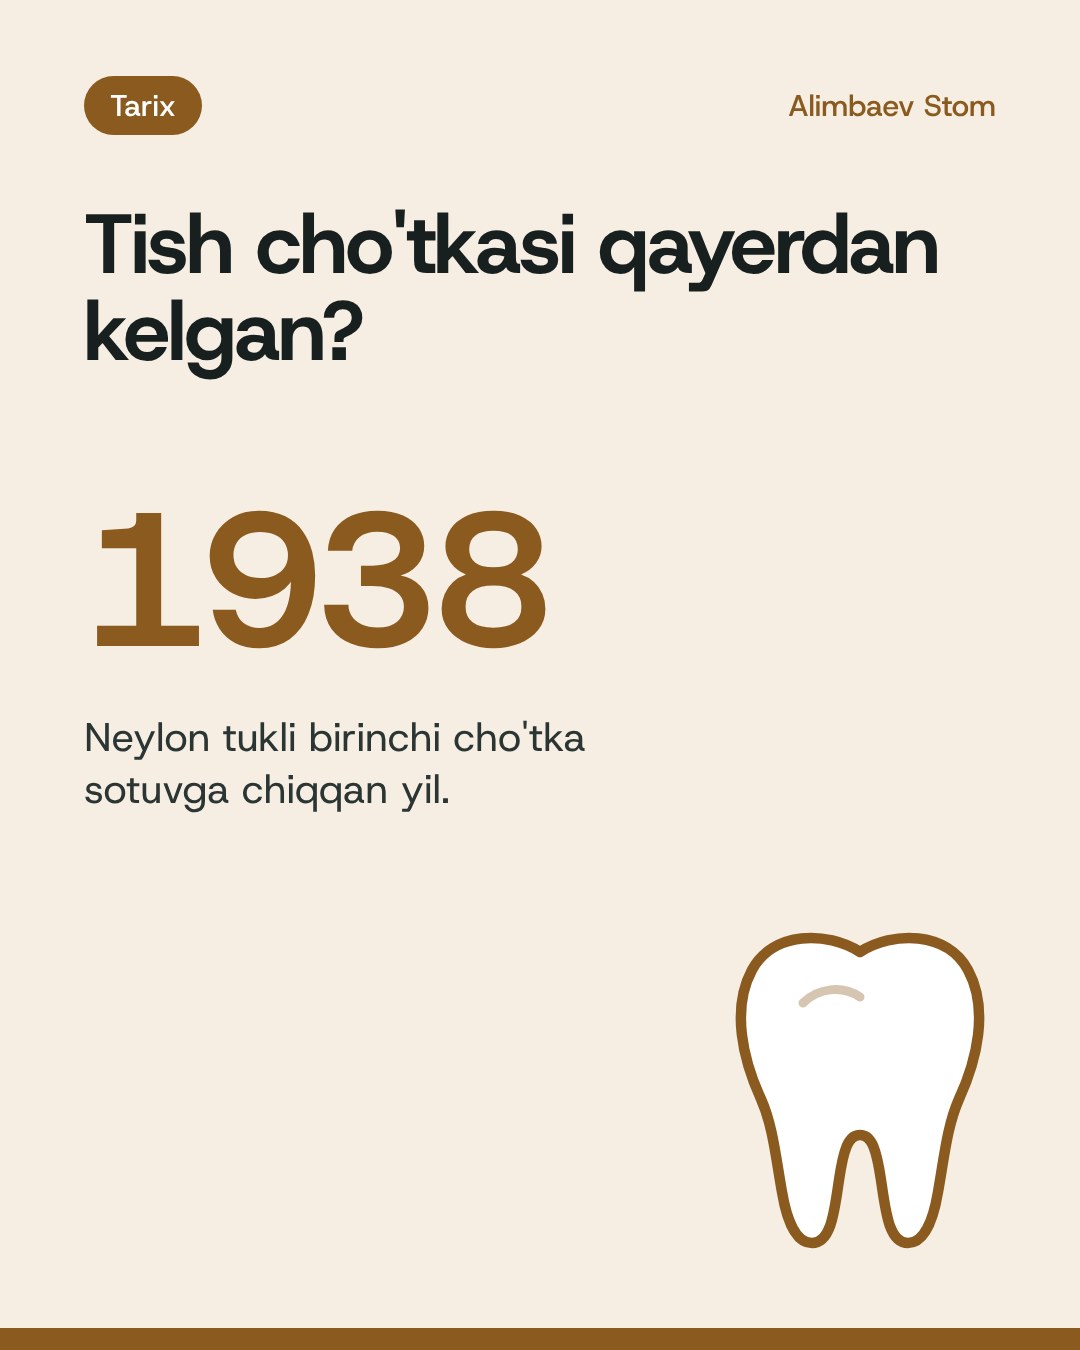 Tarix
Alimbaev Stom
Tish cho'tkasi qayerdan
kelgan?
1938
Neylon tukli birinchi cho'tka
sotuvga chiqqan yil.